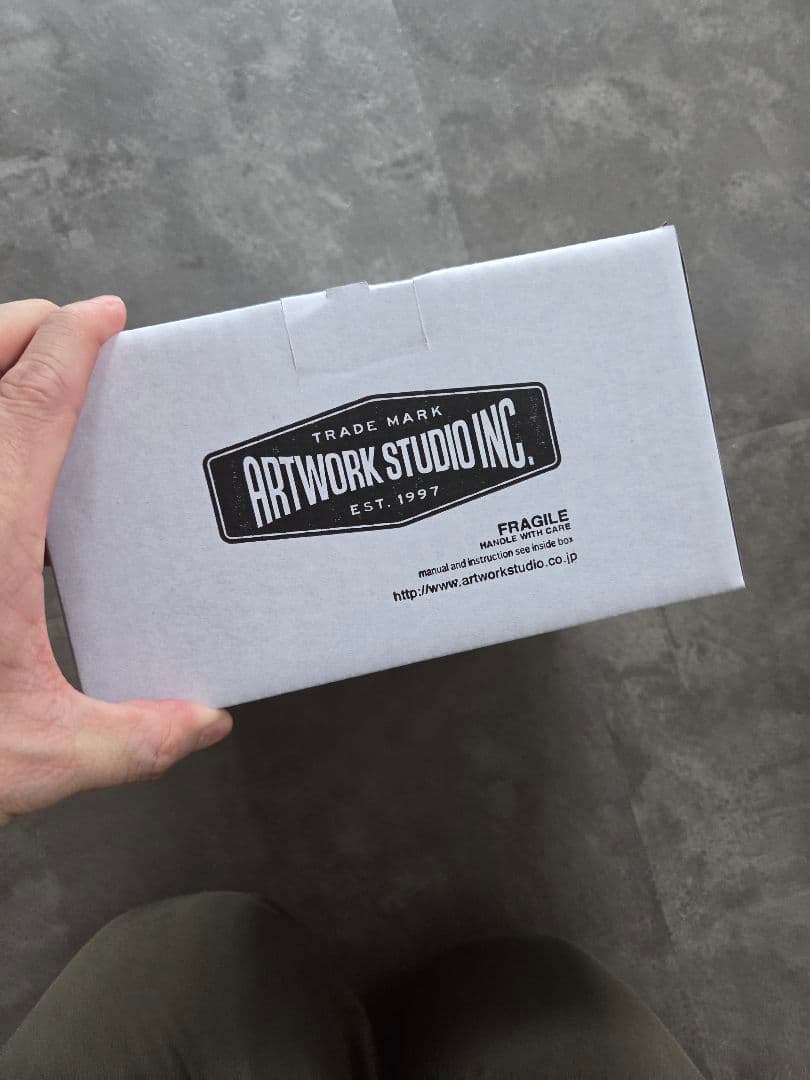 TRADE MARK
ARTWORK STUDIO INC.
EST. 1997
FRAGILE
HANDLE WITH CARE
manual and instruction see inside box
http://www.artworkstudio.co.jp